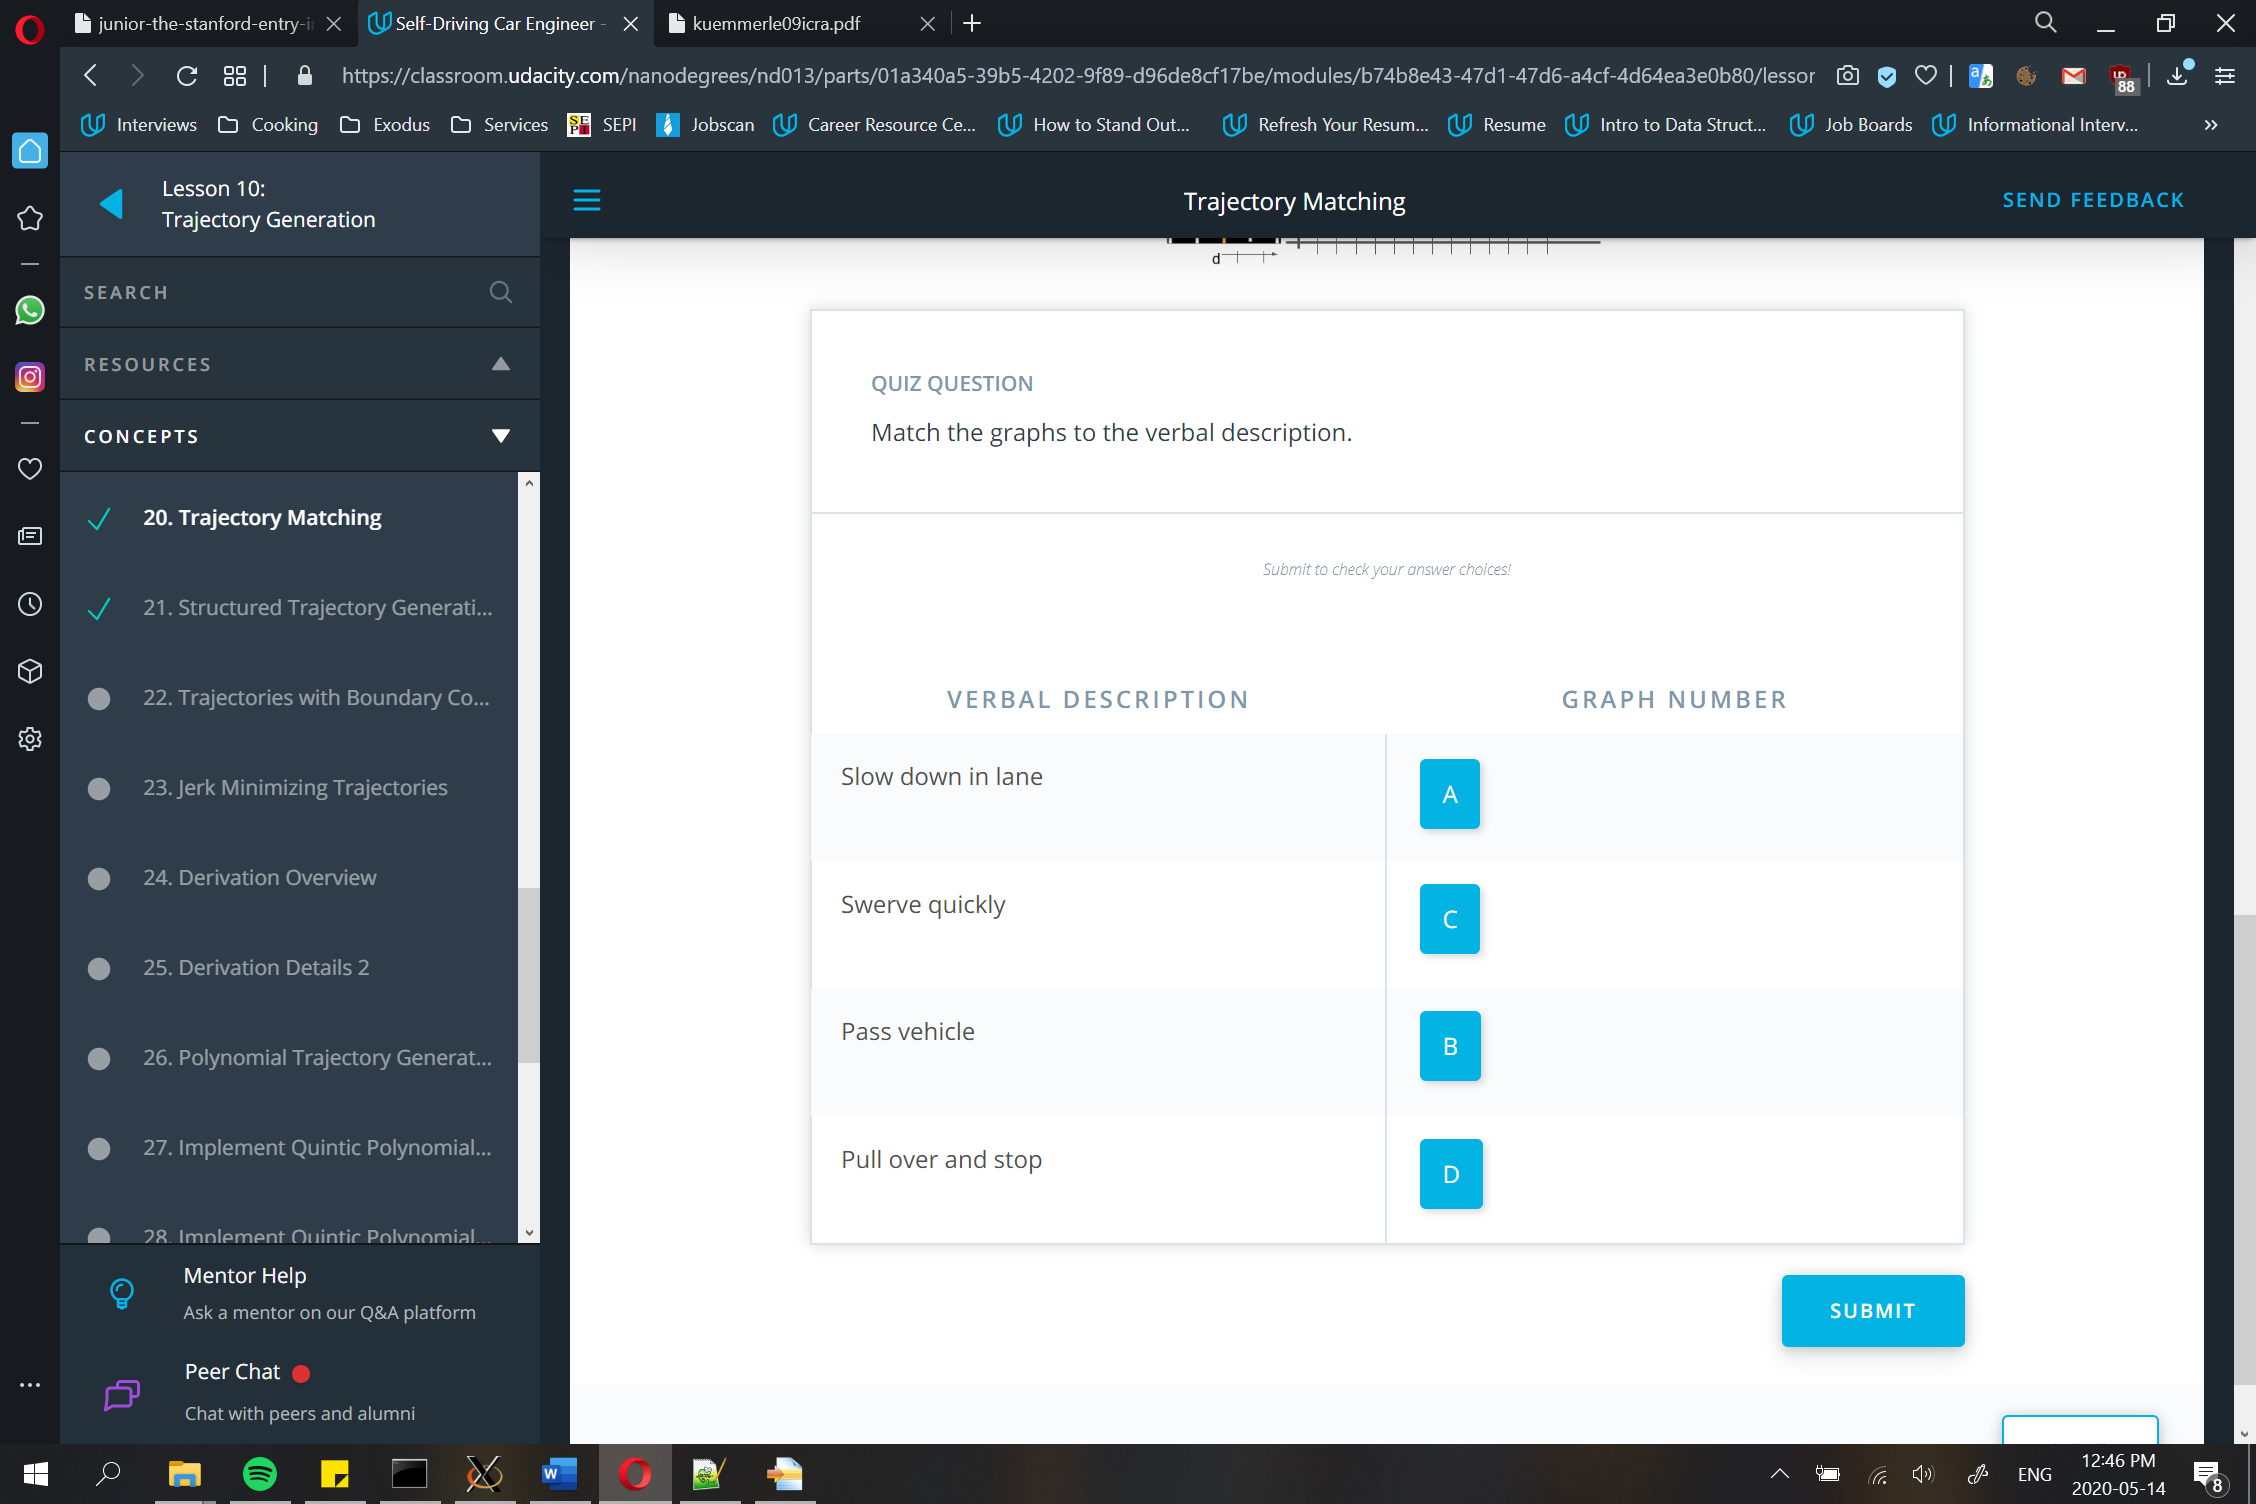 junior-the-stanford-entry-i
Self-Driving Car Engineer -
kuemmerle09icra.pdf
https://classroom.udacity.com/nanodegrees/nd013/parts/01a340a5-39b5-4202-9f89-d96de8cf17be/modules/b74b8e43-47d1-47d6-a4cf-4d64ea3e0b80/lessor
88
Interviews
Cooking
Exodus
Services
SEPI
Jobscan
Career Resource Ce...
How to Stand Out...
Refresh Your Resum...
Resume
Intro to Data Struct...
Job Boards
Informational Interv...
Lesson 10:
Trajectory Generation
Trajectory Matching
SEND FEEDBACK
SEARCH
RESOURCES
CONCEPTS
20. Trajectory Matching
21. Structured Trajectory Generati...
22. Trajectories with Boundary Co...
23. Jerk Minimizing Trajectories
24. Derivation Overview
25. Derivation Details 2
26. Polynomial Trajectory Generat...
27. Implement Quintic Polynomial...
28. Implement Quintic Polynomial...
Mentor Help
Ask a mentor on our Q&A platform
Peer Chat
Chat with peers and alumni
d
QUIZ QUESTION
Match the graphs to the verbal description.
Submit to check your answer choices!
VERBAL DESCRIPTION
GRAPH NUMBER
Slow down in lane
A
Swerve quickly
C
Pass vehicle
B
Pull over and stop
D
SUBMIT
ENG
12:46 PM
2020-05-14
8